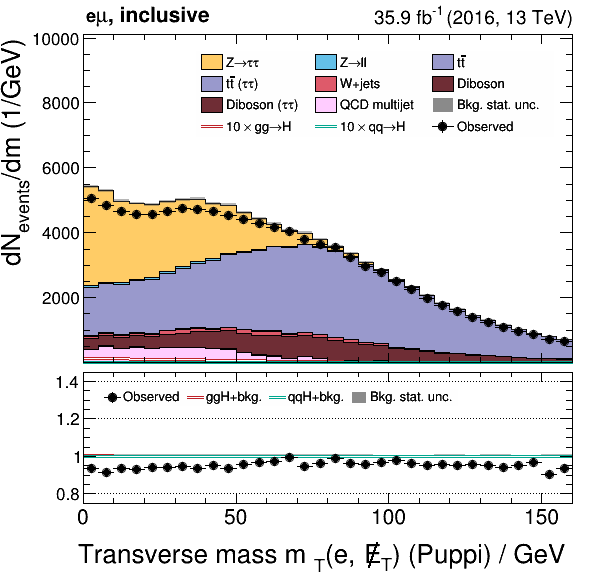 eμ, inclusive
35.9 fb⁻¹ (2016, 13 TeV)
dN_events/dm (1/GeV)
10000
8000
6000
4000
2000
Z→ττ Z→ll tt̄
tt̄ (ττ) W+jets Diboson
Diboson (ττ) QCD multijet Bkg. stat. unc.
10 × gg→H 10 × qq→H Observed
1.4
1.2
1
0.8
Observed ggH+bkg. qqH+bkg. Bkg. stat. unc.
0 50 100 150
Transverse mass m_T(e, E̸_T) (Puppi) / GeV